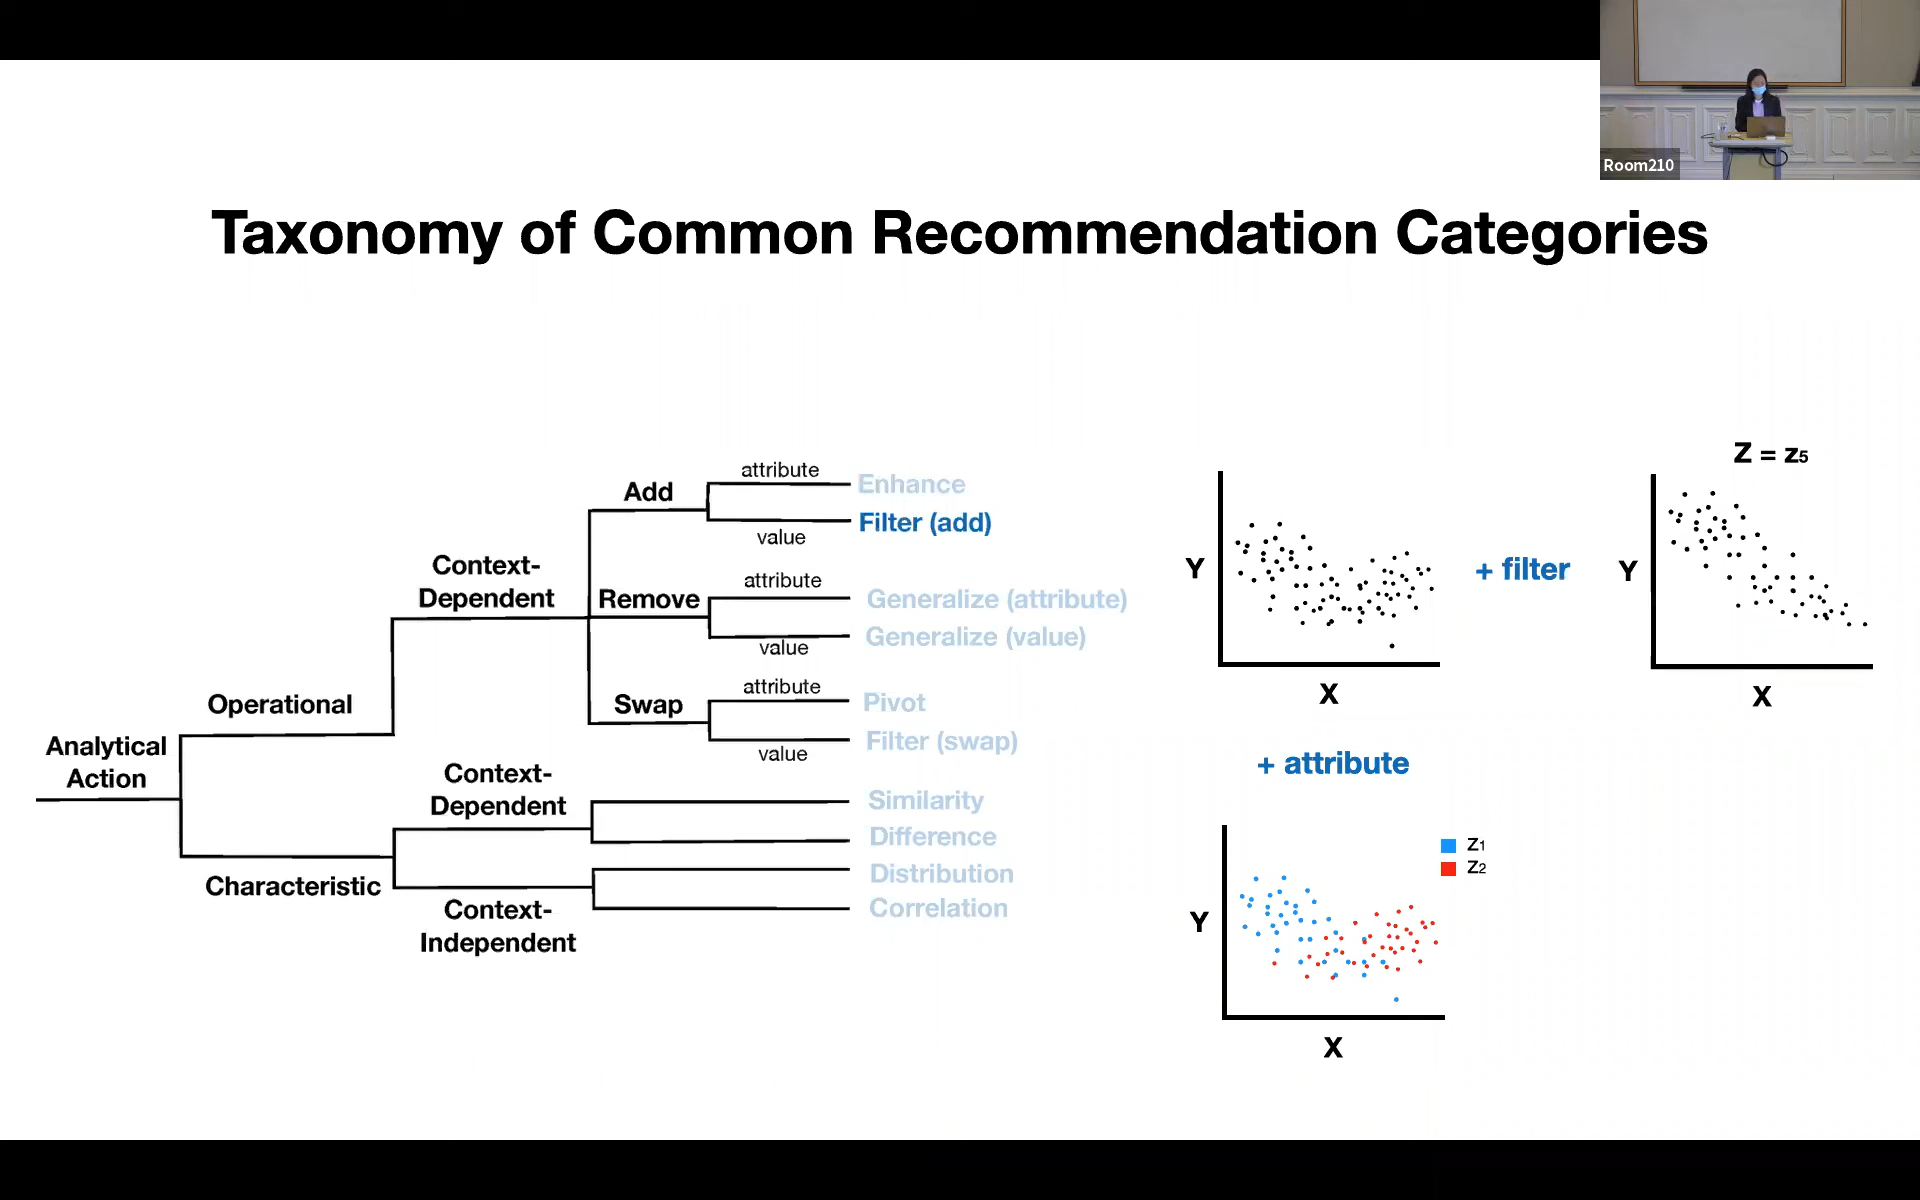 Room210
Taxonomy of Common Recommendation Categories
Analytical
Action
Operational
Characteristic
Context-
Dependent
Add
attribute
Enhance
value
Filter (add)
Remove
attribute
Generalize (attribute)
value
Generalize (value)
Swap
attribute
Pivot
value
Filter (swap)
Context-
Dependent
Similarity
Difference
Context-
Independent
Distribution
Correlation
Y
X
+ filter
Z = z5
Y
X
+ attribute
z1
z2
Y
X